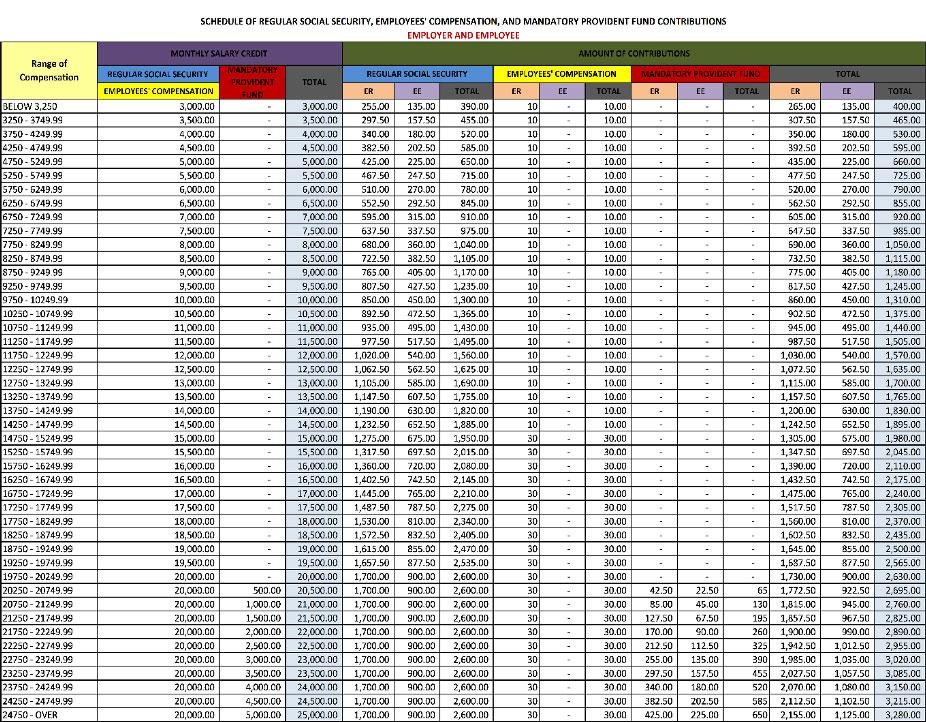 SCHEDULE OF REGULAR SOCIAL SECURITY, EMPLOYEES' COMPENSATION, AND MANDATORY PROVIDENT FUND CONTRIBUTIONS
EMPLOYER AND EMPLOYEE
Range of Compensation MONTHLY SALARY CREDIT AMOUNT OF CONTRIBUTIONS
REGULAR SOCIAL SECURITY MANDATORY PROVIDENT FUND TOTAL REGULAR SOCIAL SECURITY EMPLOYEES' COMPENSATION MANDATORY PROVIDENT FUND TOTAL
EMPLOYEES' COMPENSATION ER EE TOTAL ER EE TOTAL ER EE TOTAL ER EE TOTAL
BELOW 3,250 3,000.00 - 3,000.00 255.00 135.00 390.00 10 - 10.00 - - - 265.00 135.00 400.00
3250 - 3749.99 3,500.00 - 3,500.00 297.50 157.50 455.00 10 - 10.00 - - - 307.50 157.50 465.00
3750 - 4249.99 4,000.00 - 4,000.00 340.00 180.00 520.00 10 - 10.00 - - - 350.00 180.00 530.00
4250 - 4749.99 4,500.00 - 4,500.00 382.50 202.50 585.00 10 - 10.00 - - - 392.50 202.50 595.00
4750 - 5249.99 5,000.00 - 5,000.00 425.00 225.00 650.00 10 - 10.00 - - - 435.00 225.00 660.00
5250 - 5749.99 5,500.00 - 5,500.00 467.50 247.50 715.00 10 - 10.00 - - - 477.50 247.50 725.00
5750 - 6249.99 6,000.00 - 6,000.00 510.00 270.00 780.00 10 - 10.00 - - - 520.00 270.00 790.00
6250 - 6749.99 6,500.00 - 6,500.00 552.50 292.50 845.00 10 - 10.00 - - - 562.50 292.50 855.00
6750 - 7249.99 7,000.00 - 7,000.00 595.00 315.00 910.00 10 - 10.00 - - - 605.00 315.00 920.00
7250 - 7749.99 7,500.00 - 7,500.00 637.50 337.50 975.00 10 - 10.00 - - - 647.50 337.50 985.00
7750 - 8249.99 8,000.00 - 8,000.00 680.00 360.00 1,040.00 10 - 10.00 - - - 690.00 360.00 1,050.00
8250 - 8749.99 8,500.00 - 8,500.00 722.50 382.50 1,105.00 10 - 10.00 - - - 732.50 382.50 1,115.00
8750 - 9249.99 9,000.00 - 9,000.00 765.00 405.00 1,170.00 10 - 10.00 - - - 775.00 405.00 1,180.00
9250 - 9749.99 9,500.00 - 9,500.00 807.50 427.50 1,235.00 10 - 10.00 - - - 817.50 427.50 1,245.00
9750 - 10249.99 10,000.00 - 10,000.00 850.00 450.00 1,300.00 10 - 10.00 - - - 860.00 450.00 1,310.00
10250 - 10749.99 10,500.00 - 10,500.00 892.50 472.50 1,365.00 10 - 10.00 - - - 902.50 472.50 1,375.00
10750 - 11249.99 11,000.00 - 11,000.00 935.00 495.00 1,430.00 10 - 10.00 - - - 945.00 495.00 1,440.00
11250 - 11749.99 11,500.00 - 11,500.00 977.50 517.50 1,495.00 10 - 10.00 - - - 987.50 517.50 1,505.00
11750 - 12249.99 12,000.00 - 12,000.00 1,020.00 540.00 1,560.00 10 - 10.00 - - - 1,030.00 540.00 1,570.00
12250 - 12749.99 12,500.00 - 12,500.00 1,062.50 562.50 1,625.00 10 - 10.00 - - - 1,072.50 562.50 1,635.00
12750 - 13249.99 13,000.00 - 13,000.00 1,105.00 585.00 1,690.00 10 - 10.00 - - - 1,115.00 585.00 1,700.00
13250 - 13749.99 13,500.00 - 13,500.00 1,147.50 607.50 1,755.00 10 - 10.00 - - - 1,157.50 607.50 1,765.00
13750 - 14249.99 14,000.00 - 14,000.00 1,190.00 630.00 1,820.00 10 - 10.00 - - - 1,200.00 630.00 1,830.00
14250 - 14749.99 14,500.00 - 14,500.00 1,232.50 652.50 1,885.00 10 - 10.00 - - - 1,242.50 652.50 1,895.00
14750 - 15249.99 15,000.00 - 15,000.00 1,275.00 675.00 1,950.00 30 - 30.00 - - - 1,305.00 675.00 1,980.00
15250 - 15749.99 15,500.00 - 15,500.00 1,317.50 697.50 2,015.00 30 - 30.00 - - - 1,347.50 697.50 2,045.00
15750 - 16249.99 16,000.00 - 16,000.00 1,360.00 720.00 2,080.00 30 - 30.00 - - - 1,390.00 720.00 2,110.00
16250 - 16749.99 16,500.00 - 16,500.00 1,402.50 742.50 2,145.00 30 - 30.00 - - - 1,432.50 742.50 2,175.00
16750 - 17249.99 17,000.00 - 17,000.00 1,445.00 765.00 2,210.00 30 - 30.00 - - - 1,475.00 765.00 2,240.00
17250 - 17749.99 17,500.00 - 17,500.00 1,487.50 787.50 2,275.00 30 - 30.00 - - - 1,517.50 787.50 2,305.00
17750 - 18249.99 18,000.00 - 18,000.00 1,530.00 810.00 2,340.00 30 - 30.00 - - - 1,560.00 810.00 2,370.00
18250 - 18749.99 18,500.00 - 18,500.00 1,572.50 832.50 2,405.00 30 - 30.00 - - - 1,602.50 832.50 2,435.00
18750 - 19249.99 19,000.00 - 19,000.00 1,615.00 855.00 2,470.00 30 - 30.00 - - - 1,645.00 855.00 2,500.00
19250 - 19749.99 19,500.00 - 19,500.00 1,657.50 877.50 2,535.00 30 - 30.00 - - - 1,687.50 877.50 2,565.00
19750 - 20249.99 20,000.00 - 20,000.00 1,700.00 900.00 2,600.00 30 - 30.00 - - - 1,730.00 900.00 2,630.00
20250 - 20749.99 20,000.00 500.00 20,500.00 1,700.00 900.00 2,600.00 30 - 30.00 42.50 22.50 65 1,772.50 922.50 2,695.00
20750 - 21249.99 20,000.00 1,000.00 21,000.00 1,700.00 900.00 2,600.00 30 - 30.00 85.00 45.00 130 1,815.00 945.00 2,760.00
21250 - 21749.99 20,000.00 1,500.00 21,500.00 1,700.00 900.00 2,600.00 30 - 30.00 127.50 67.50 195 1,857.50 967.50 2,825.00
21750 - 22249.99 20,000.00 2,000.00 22,000.00 1,700.00 900.00 2,600.00 30 - 30.00 170.00 90.00 260 1,900.00 990.00 2,890.00
22250 - 22749.99 20,000.00 2,500.00 22,500.00 1,700.00 900.00 2,600.00 30 - 30.00 212.50 112.50 325 1,942.50 1,012.50 2,955.00
22750 - 23249.99 20,000.00 3,000.00 23,000.00 1,700.00 900.00 2,600.00 30 - 30.00 255.00 135.00 390 1,985.00 1,035.00 3,020.00
23250 - 23749.99 20,000.00 3,500.00 23,500.00 1,700.00 900.00 2,600.00 30 - 30.00 297.50 157.50 455 2,027.50 1,057.50 3,085.00
23750 - 24249.99 20,000.00 4,000.00 24,000.00 1,700.00 900.00 2,600.00 30 - 30.00 340.00 180.00 520 2,070.00 1,080.00 3,150.00
24250 - 24749.99 20,000.00 4,500.00 24,500.00 1,700.00 900.00 2,600.00 30 - 30.00 382.50 202.50 585 2,112.50 1,102.50 3,215.00
24750 - OVER 20,000.00 5,000.00 25,000.00 1,700.00 900.00 2,600.00 30 - 30.00 425.00 225.00 650 2,155.00 1,125.00 3,280.00